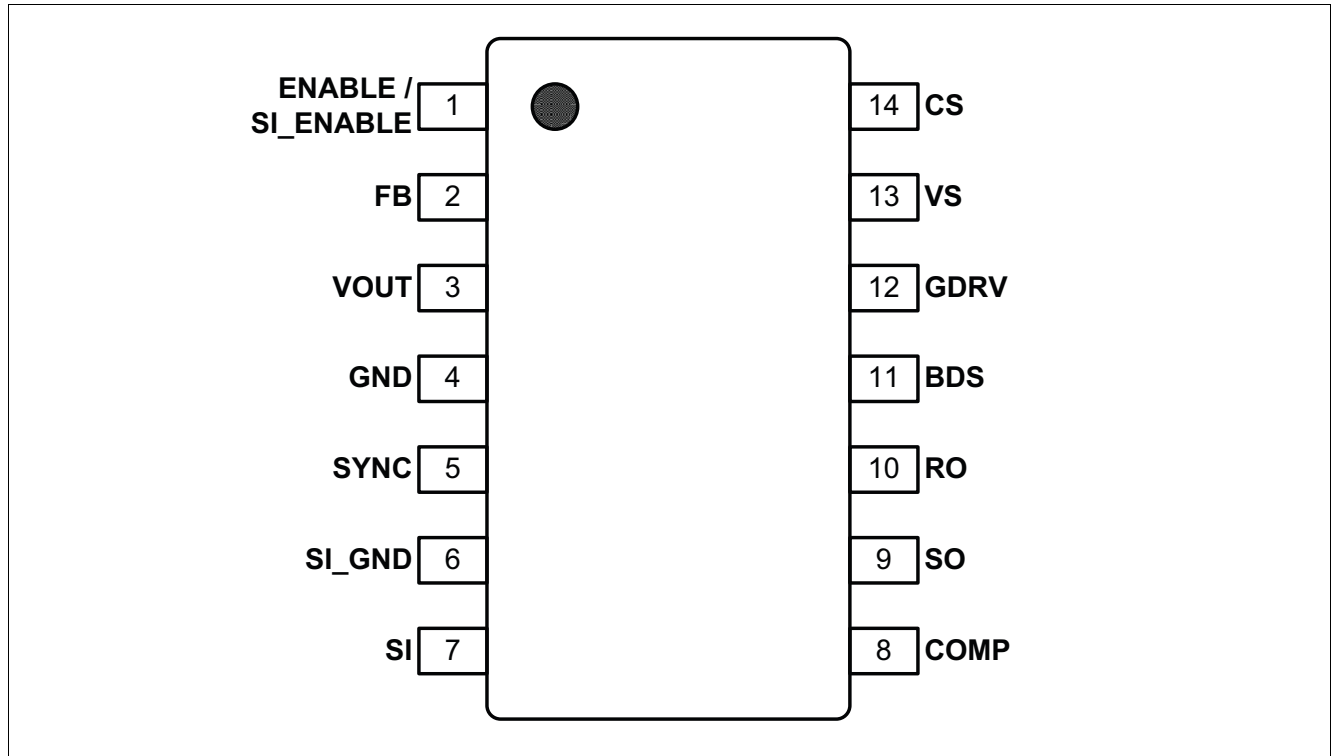 ENABLE /
SI_ENABLE
1
14
CS
FB
2
13
VS
VOUT
3
12
GDRV
GND
4
11
BDS
SYNC
5
10
RO
SI_GND
6
9
SO
SI
7
8
COMP